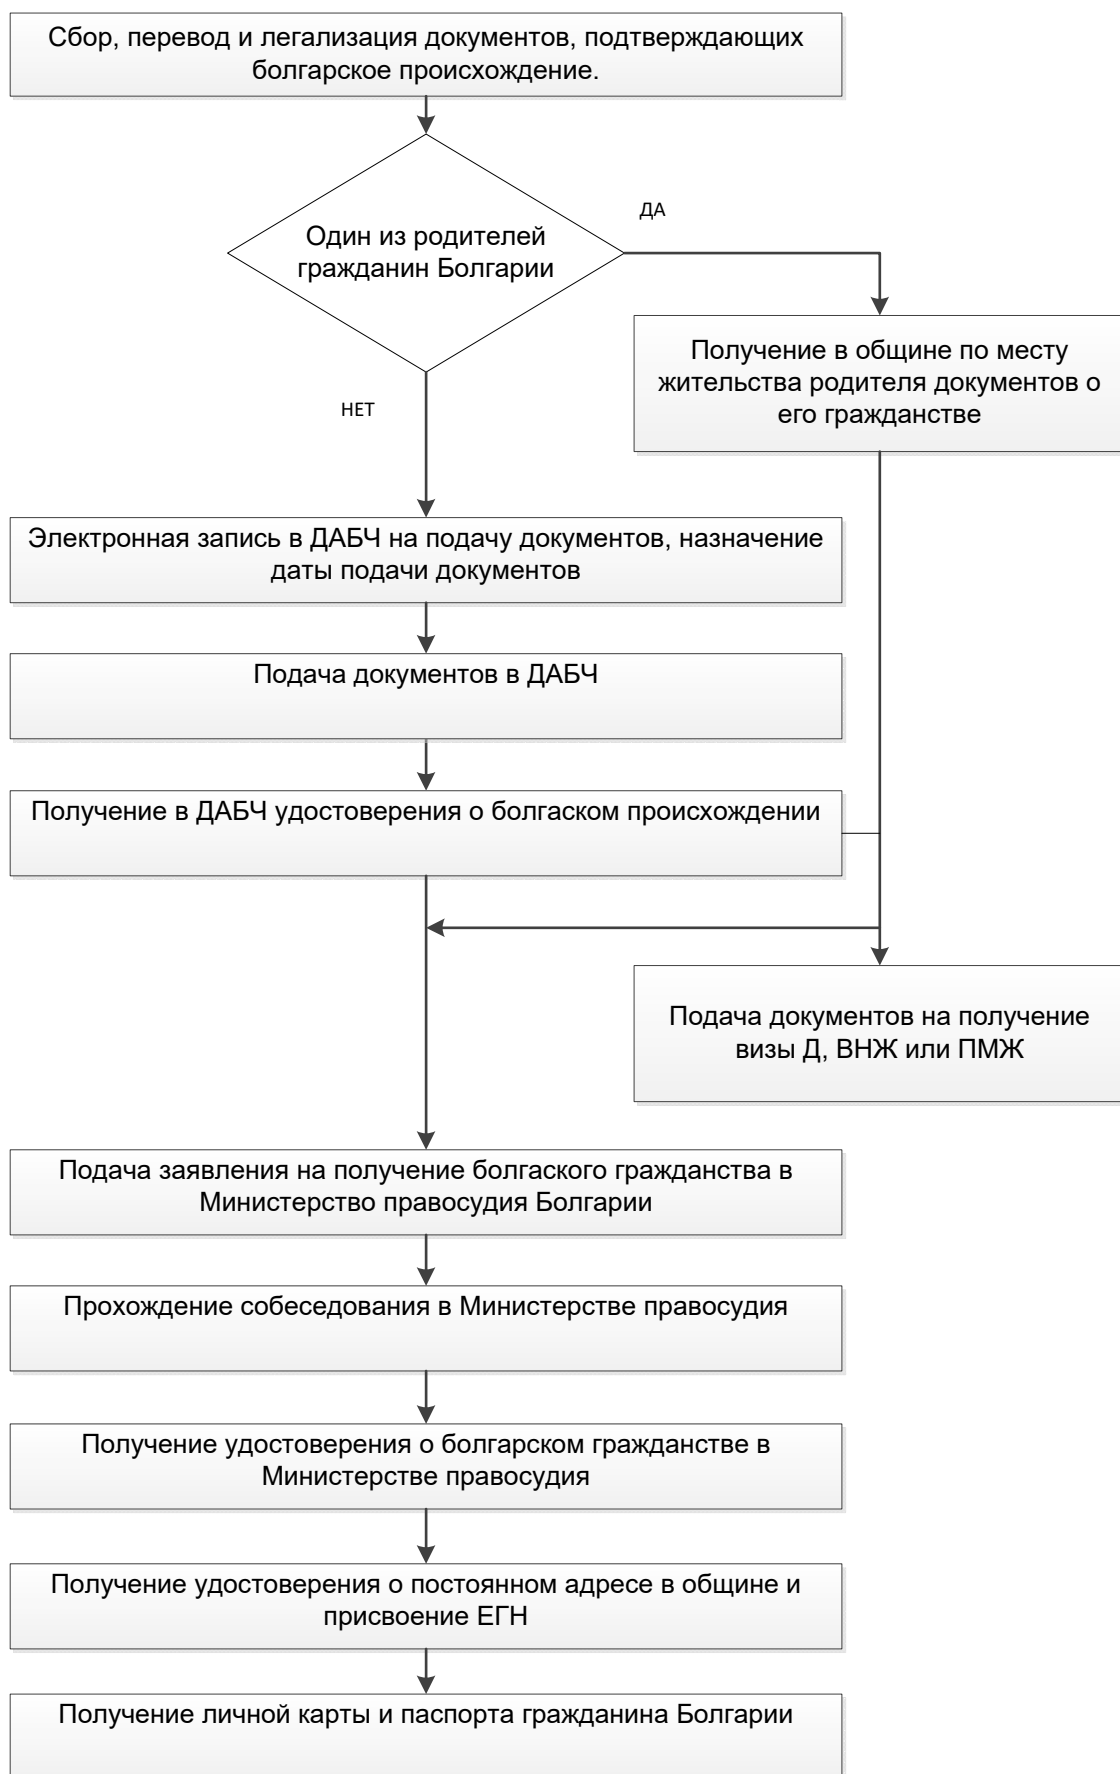 Сбор, перевод и легализация документов, подтверждающих
болгарское происхождение.
Один из родителей
гражданин Болгарии
ДА
Получение в общине по месту
жительства родителя документов о
его гражданстве
НЕТ
Электронная запись в ДАБЧ на подачу документов, назначение
даты подачи документов
Подача документов в ДАБЧ
Получение в ДАБЧ удостоверения о болгаском происхождении
Подача документов на получение
визы Д, ВНЖ или ПМЖ
Подача заявления на получение болгаского гражданства в
Министерство правосудия Болгарии
Прохождение собеседования в Министерстве правосудия
Получение удостоверения о болгарском гражданстве в
Министерстве правосудия
Получение удостоверения о постоянном адресе в общине и
присвоение ЕГН
Получение личной карты и паспорта гражданина Болгарии